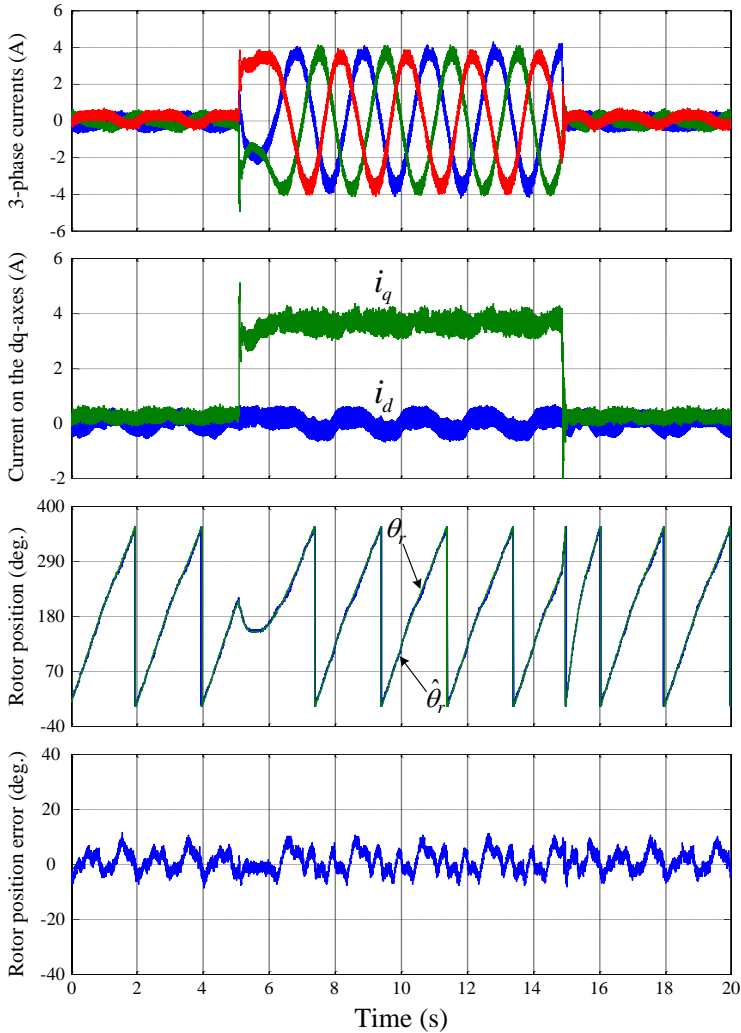 3-phase currents (A)
6
4
2
0
-2
-4
-6
Current on the dq-axes (A)
6
4
2
0
-2
i_q
i_d
Rotor position (deg.)
400
290
180
70
-40
θ_r
θ̂_r
Rotor position error (deg.)
40
20
0
-20
-40
0 2 4 6 8 10 12 14 16 18 20
Time (s)